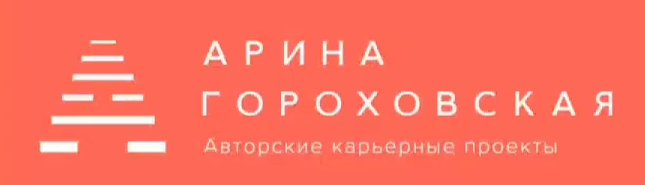 АРИНА
ГОРОХОВСКАЯ
Авторские карьерные проекты